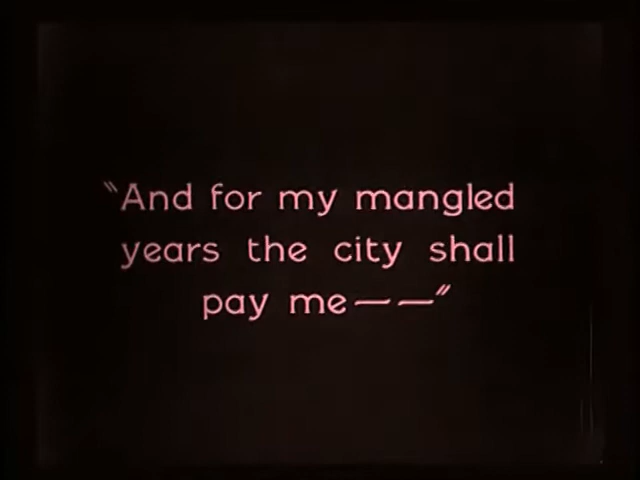 "And for my mangled
years the city shall
pay me — —"